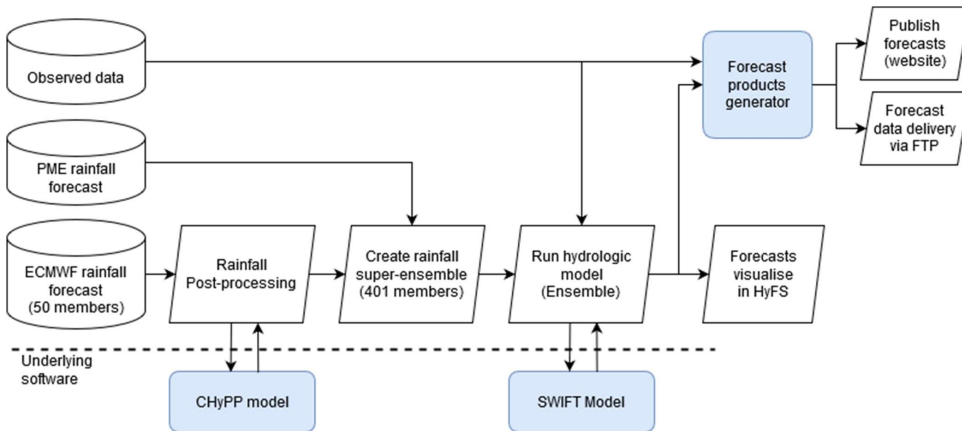 Observed data
Forecast
products
generator
Publish
forecasts
(website)
Forecast
data delivery
via FTP
PME rainfall
forecast
ECMWF rainfall
forecast
(50 members)
Rainfall
Post-processing
Create rainfall
super-ensemble
(401 members)
Run hydrologic
model
(Ensemble)
Forecasts
visualise
in HyFS
Underlying
software
CHyPP model
SWIFT Model